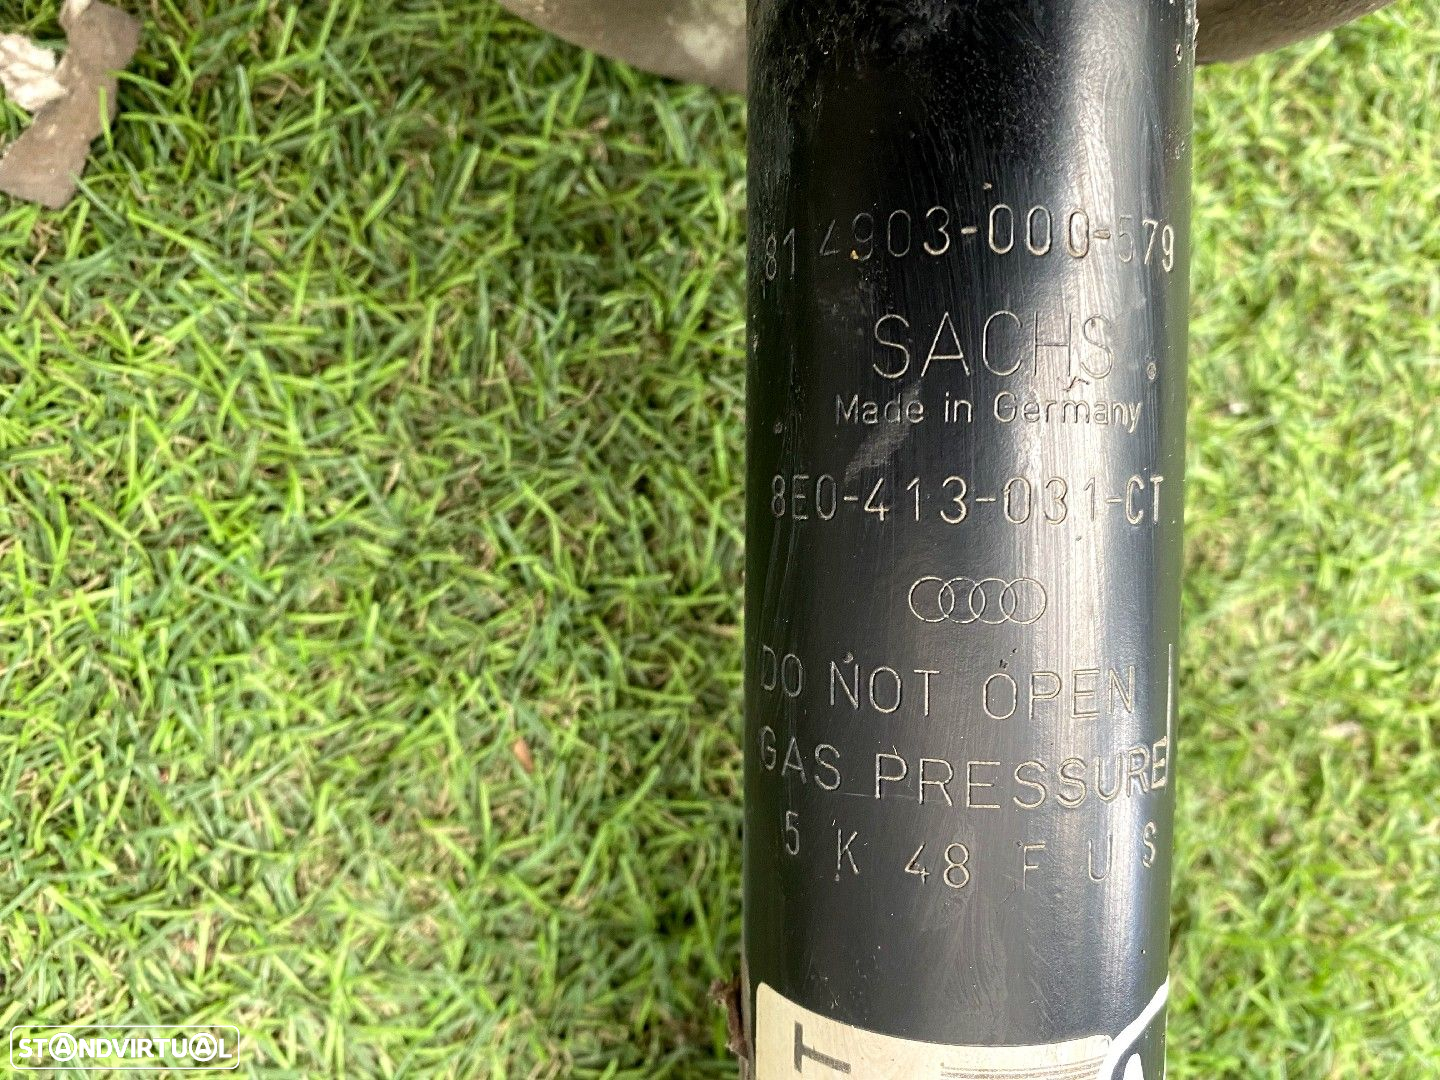 814903-000-579
SACHS
Made in Germany
8E0-413-031-CT
DO NOT OPEN
GAS PRESSURE
5 K 48 F U S
T
STANDVIRTUAL